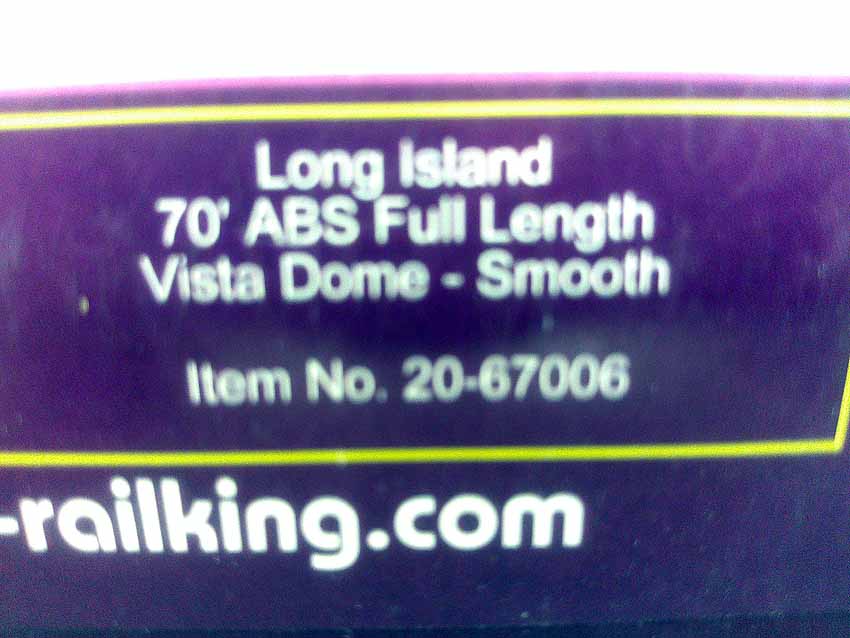 Long Island
70' ABS Full Length
Vista Dome - Smooth
Item No. 20-67006
-railking.com